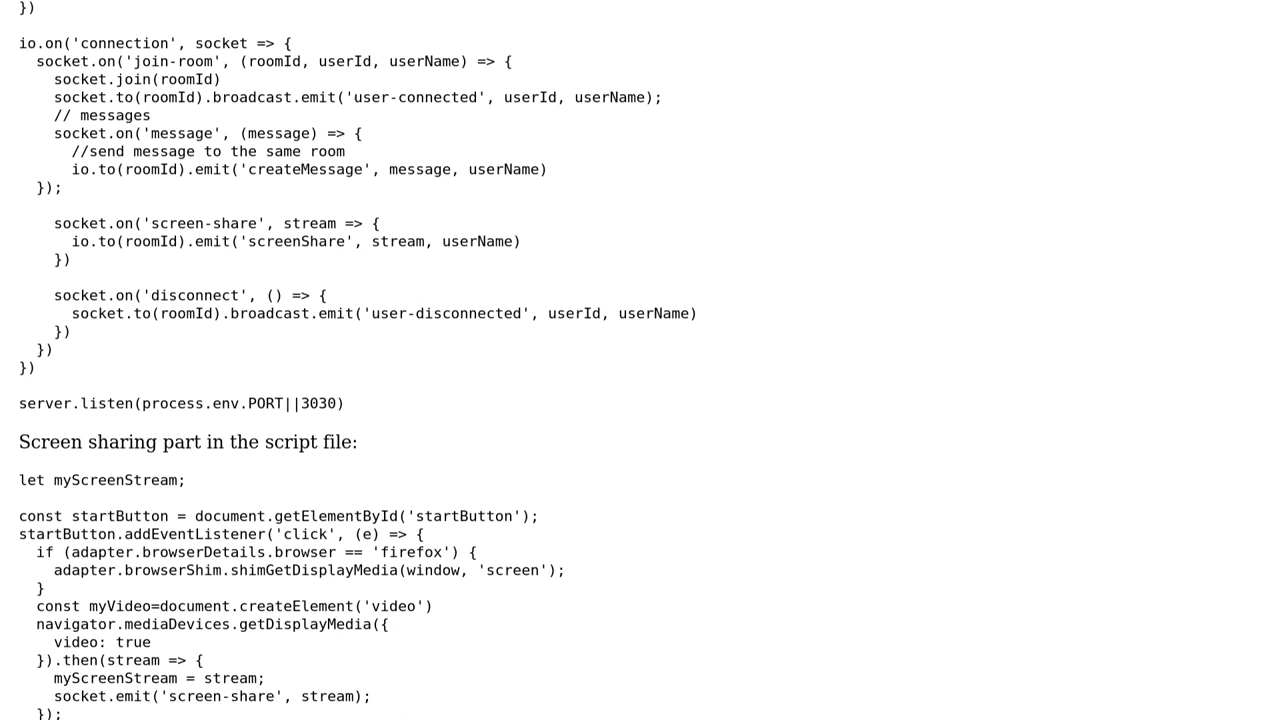 })
io.on('connection', socket => {
socket.on('join-room', (roomId, userId, userName) => {
socket.join(roomId)
socket.to(roomId).broadcast.emit('user-connected', userId, userName);
// messages
socket.on('message', (message) => {
//send message to the same room
io.to(roomId).emit('createMessage', message, userName)
});
socket.on('screen-share', stream => {
io.to(roomId).emit('screenShare', stream, userName)
})
socket.on('disconnect', () => {
socket.to(roomId).broadcast.emit('user-disconnected', userId, userName)
})
})
})
server.listen(process.env.PORT||3030)
Screen sharing part in the script file:
let myScreenStream;
const startButton = document.getElementById('startButton');
startButton.addEventListener('click', (e) => {
if (adapter.browserDetails.browser == 'firefox') {
adapter.browserShim.shimGetDisplayMedia(window, 'screen');
}
const myVideo=document.createElement('video')
navigator.mediaDevices.getDisplayMedia({
video: true
}).then(stream => {
myScreenStream = stream;
socket.emit('screen-share', stream);
});